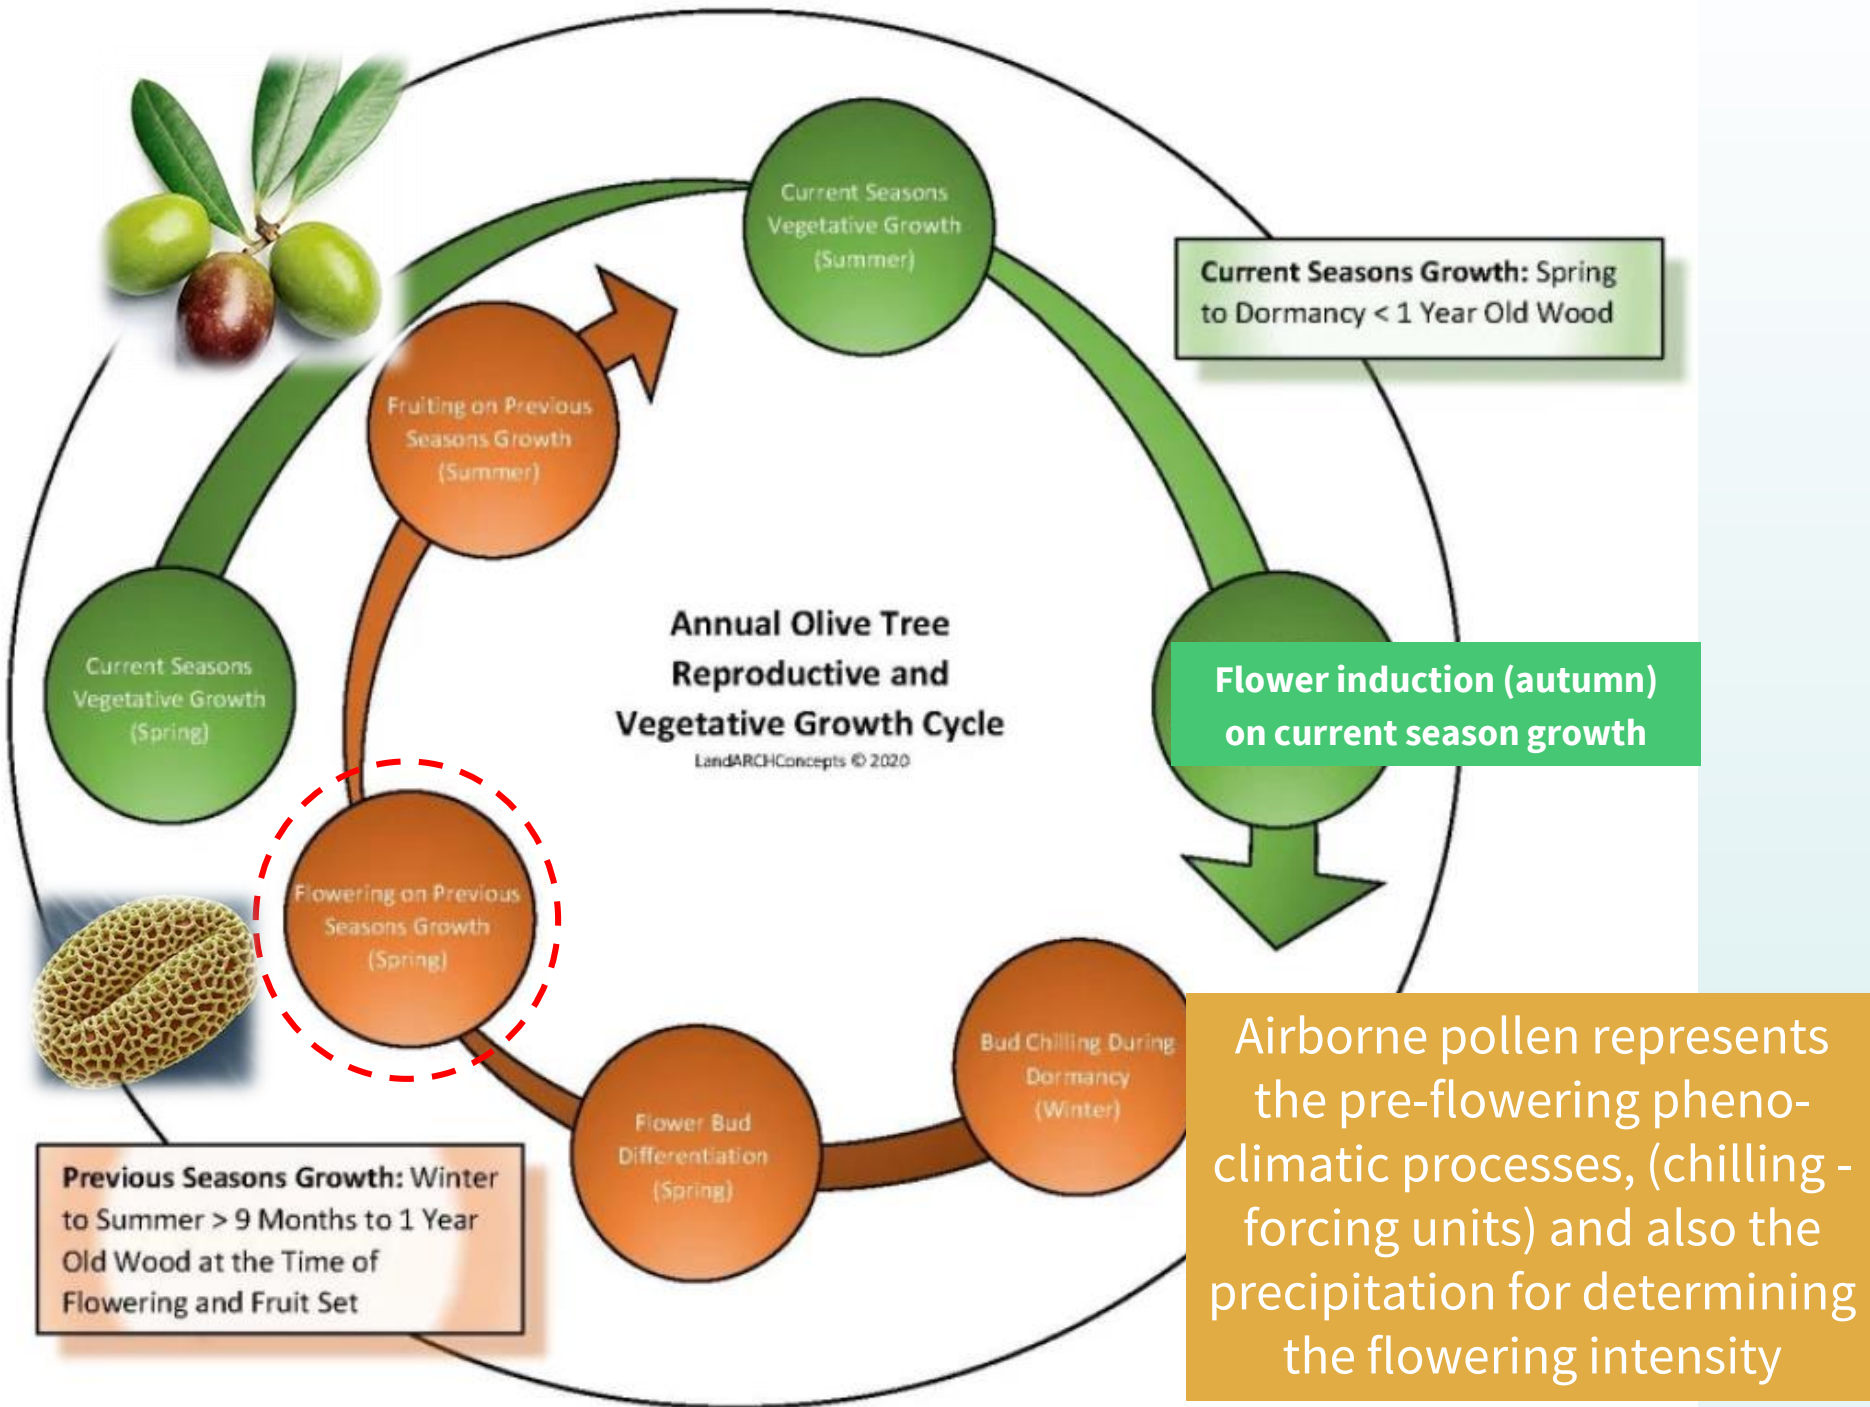 Current Seasons
Vegetative Growth
(Summer)
Current Seasons Growth: Spring
to Dormancy < 1 Year Old Wood
Fruiting on Previous
Seasons Growth
(Summer)
Annual Olive Tree
Reproductive and
Vegetative Growth Cycle
LandARCHConcepts © 2020
Current Seasons
Vegetative Growth
(Spring)
Flower induction (autumn)
on current season growth
Flowering on Previous
Seasons Growth
(Spring)
Bud Chilling During
Dormancy
(Winter)
Flower Bud
Differentiation
(Spring)
Airborne pollen represents
the pre-flowering pheno-
climatic processes, (chilling -
forcing units) and also the
precipitation for determining
the flowering intensity
Previous Seasons Growth: Winter
to Summer > 9 Months to 1 Year
Old Wood at the Time of
Flowering and Fruit Set